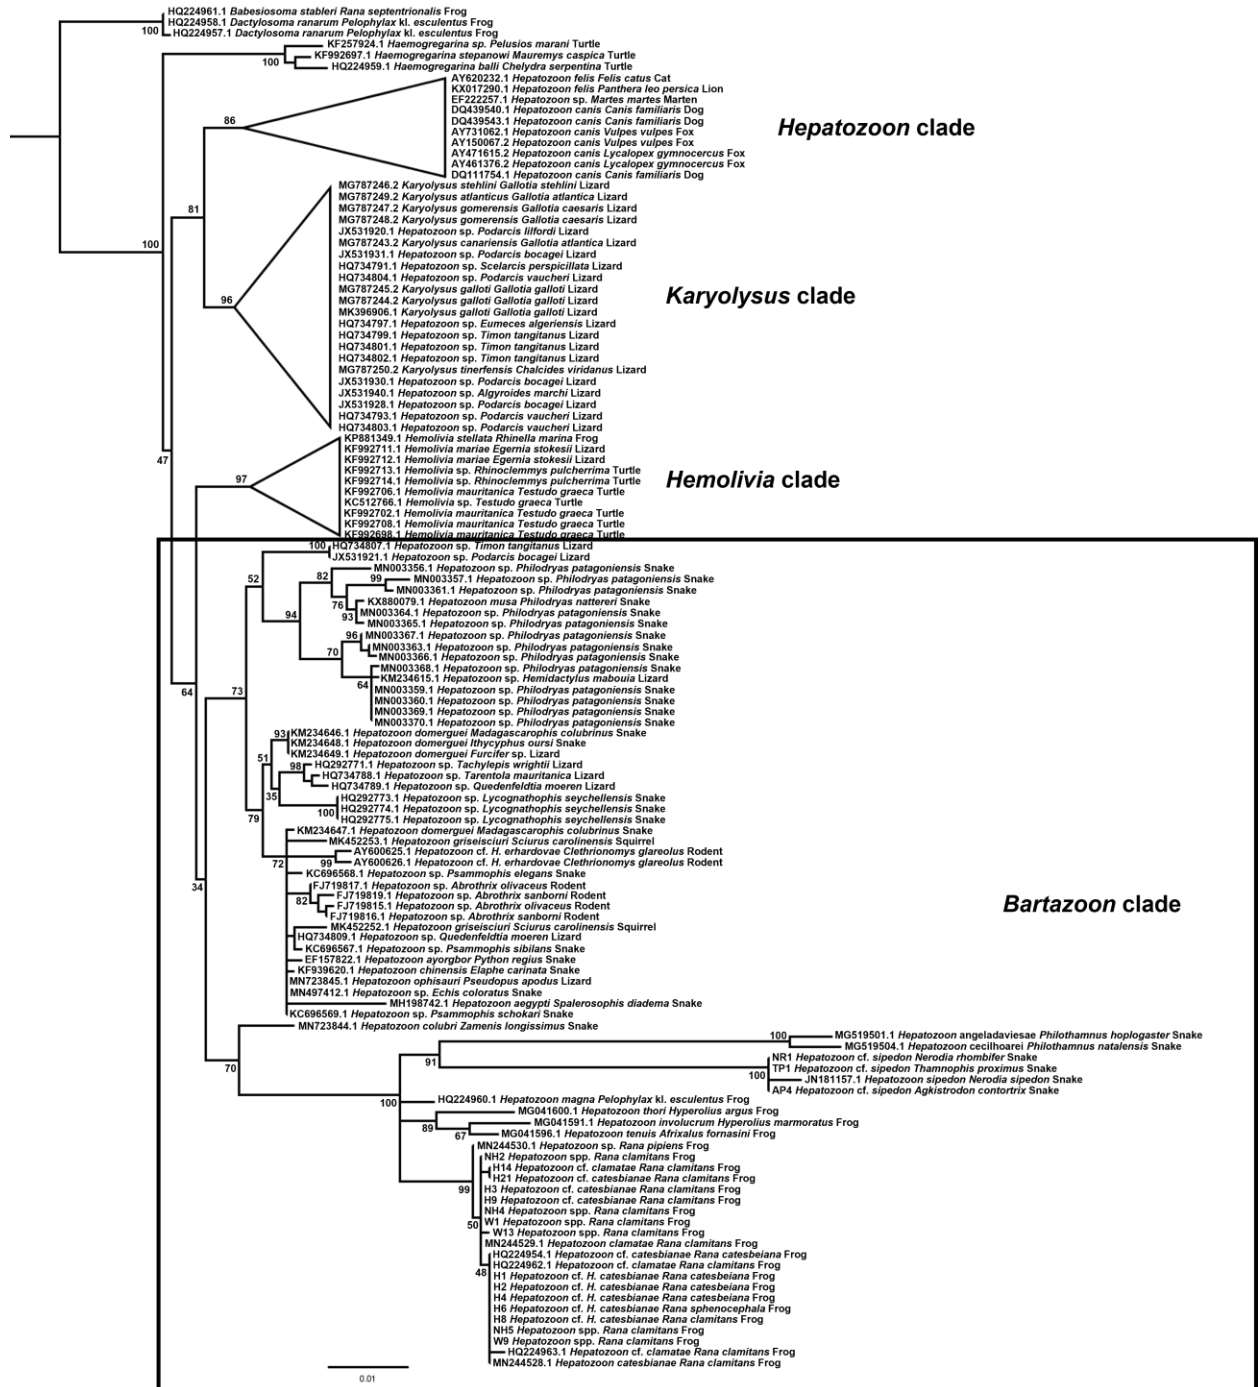 HQ224961.1 Babesiosoma stableri Rana septentrionalis Frog
HQ224958.1 Dactylosoma ranarum Pelophylax kl. esculentus Frog
100
HQ224957.1 Dactylosoma ranarum Pelophylax kl. esculentus Frog
KF257924.1 Haemogregarina sp. Pelusios marani Turtle
KF992697.1 Haemogregarina stepanowi Mauremys caspica Turtle
100
HQ224959.1 Haemogregarina balli Chelydra serpentina Turtle
AY620232.1 Hepatozoon felis Felis catus Cat
KX017290.1 Hepatozoon felis Panthera leo persica Lion
EF222257.1 Hepatozoon sp. Martes martes Marten
DQ439540.1 Hepatozoon canis Canis familiaris Dog
86
DQ439543.1 Hepatozoon canis Canis familiaris Dog
Hepatozoon clade
AY731062.1 Hepatozoon canis Vulpes vulpes Fox
AY150067.2 Hepatozoon canis Vulpes vulpes Fox
AY471615.2 Hepatozoon canis Lycalopex gymnocercus Fox
AY461376.2 Hepatozoon canis Lycalopex gymnocercus Fox
DQ111754.1 Hepatozoon canis Canis familiaris Dog
MG787246.2 Karyolysus stehlini Gallotia stehlini Lizard
MG787249.2 Karyolysus atlanticus Gallotia atlantica Lizard
81
MG787247.2 Karyolysus gomerensis Gallotia caesaris Lizard
MG787248.2 Karyolysus gomerensis Gallotia caesaris Lizard
JX531920.1 Hepatozoon sp. Podarcis lilfordi Lizard
100
MG787243.2 Karyolysus canariensis Gallotia atlantica Lizard
JX531931.1 Hepatozoon sp. Podarcis bocagei Lizard
HQ734791.1 Hepatozoon sp. Scelarcis perspicillata Lizard
HQ734804.1 Hepatozoon sp. Podarcis vaucheri Lizard
MG787245.2 Karyolysus galloti Gallotia galloti Lizard
96
Karyolysus clade
MG787244.2 Karyolysus galloti Gallotia galloti Lizard
MK396906.1 Karyolysus galloti Gallotia galloti Lizard
HQ734797.1 Hepatozoon sp. Eumeces algeriensis Lizard
HQ734799.1 Hepatozoon sp. Timon tangitanus Lizard
HQ734801.1 Hepatozoon sp. Timon tangitanus Lizard
HQ734802.1 Hepatozoon sp. Timon tangitanus Lizard
MG787250.2 Karyolysus tinerfensis Chalcides viridanus Lizard
JX531930.1 Hepatozoon sp. Podarcis bocagei Lizard
JX531940.1 Hepatozoon sp. Algyroides marchi Lizard
JX531928.1 Hepatozoon sp. Podarcis bocagei Lizard
HQ734793.1 Hepatozoon sp. Podarcis vaucheri Lizard
HQ734803.1 Hepatozoon sp. Podarcis vaucheri Lizard
KP881349.1 Hemolivia stellata Rhinella marina Frog
KF992711.1 Hemolivia mariae Egernia stokesii Lizard
47
KF992712.1 Hemolivia mariae Egernia stokesii Lizard
KF992713.1 Hemolivia sp. Rhinoclemmys pulcherrima Turtle
97
Hemolivia clade
KF992714.1 Hemolivia sp. Rhinoclemmys pulcherrima Turtle
KF992706.1 Hemolivia mauritanica Testudo graeca Turtle
KC512766.1 Hemolivia sp. Testudo graeca Turtle
KF992702.1 Hemolivia mauritanica Testudo graeca Turtle
KF992708.1 Hemolivia mauritanica Testudo graeca Turtle
KF992698.1 Hemolivia mauritanica Testudo graeca Turtle
100
HQ734807.1 Hepatozoon sp. Timon tangitanus Lizard
JX531921.1 Hepatozoon sp. Podarcis bocagei Lizard
MN003356.1 Hepatozoon sp. Philodryas patagoniensis Snake
52
82
99
MN003357.1 Hepatozoon sp. Philodryas patagoniensis Snake
MN003361.1 Hepatozoon sp. Philodryas patagoniensis Snake
76
KX880079.1 Hepatozoon musa Philodryas nattereri Snake
94
93
MN003364.1 Hepatozoon sp. Philodryas patagoniensis Snake
MN003365.1 Hepatozoon sp. Philodryas patagoniensis Snake
96
MN003367.1 Hepatozoon sp. Philodryas patagoniensis Snake
MN003363.1 Hepatozoon sp. Philodryas patagoniensis Snake
70
MN003366.1 Hepatozoon sp. Philodryas patagoniensis Snake
MN003368.1 Hepatozoon sp. Philodryas patagoniensis Snake
KM234615.1 Hepatozoon sp. Hemidactylus mabouia Lizard
64
73
64
MN003359.1 Hepatozoon sp. Philodryas patagoniensis Snake
MN003360.1 Hepatozoon sp. Philodryas patagoniensis Snake
MN003369.1 Hepatozoon sp. Philodryas patagoniensis Snake
MN003370.1 Hepatozoon sp. Philodryas patagoniensis Snake
93
KM234646.1 Hepatozoon domerguei Madagascarophis colubrinus Snake
KM234648.1 Hepatozoon domerguei Ithycyphus oursi Snake
51
KM234649.1 Hepatozoon domerguei Furcifer sp. Lizard
98
HQ292771.1 Hepatozoon sp. Tachylepis wrightii Lizard
HQ734788.1 Hepatozoon sp. Tarentola mauritanica Lizard
35
HQ734789.1 Hepatozoon sp. Quedenfeldtia moeren Lizard
HQ292773.1 Hepatozoon sp. Lycognathophis seychellensis Snake
100
HQ292774.1 Hepatozoon sp. Lycognathophis seychellensis Snake
79
HQ292775.1 Hepatozoon sp. Lycognathophis seychellensis Snake
KM234647.1 Hepatozoon domerguei Madagascarophis colubrinus Snake
MK452253.1 Hepatozoon griseisciuri Sciurus carolinensis Squirrel
AY600625.1 Hepatozoon cf. H. erhardovae Clethrionomys glareolus Rodent
72
99
AY600626.1 Hepatozoon cf. H. erhardovae Clethrionomys glareolus Rodent
KC696568.1 Hepatozoon sp. Psammophis elegans Snake
34
FJ719817.1 Hepatozoon sp. Abrothrix olivaceus Rodent
82
FJ719819.1 Hepatozoon sp. Abrothrix sanborni Rodent
FJ719815.1 Hepatozoon sp. Abrothrix olivaceus Rodent
Bartazoon clade
FJ719816.1 Hepatozoon sp. Abrothrix sanborni Rodent
MK452252.1 Hepatozoon griseisciuri Sciurus carolinensis Squirrel
HQ734809.1 Hepatozoon sp. Quedenfeldtia moeren Lizard
KC696567.1 Hepatozoon sp. Psammophis sibilans Snake
EF157822.1 Hepatozoon ayorgbor Python regius Snake
KF939620.1 Hepatozoon chinensis Elaphe carinata Snake
MN723845.1 Hepatozoon ophisauri Pseudopus apodus Lizard
MN497412.1 Hepatozoon sp. Echis coloratus Snake
MH198742.1 Hepatozoon aegypti Spalerosophis diadema Snake
KC696569.1 Hepatozoon sp. Psammophis schokari Snake
MN723844.1 Hepatozoon colubri Zamenis longissimus Snake
100
MG519501.1 Hepatozoon angeladaviesae Philothamnus hoplogaster Snake
MG519504.1 Hepatozoon cecilhoarei Philothamnus natalensis Snake
70
91
NR1 Hepatozoon cf. sipedon Nerodia rhombifer Snake
100
TP1 Hepatozoon cf. sipedon Thamnophis proximus Snake
JN181157.1 Hepatozoon sipedon Nerodia sipedon Snake
AP4 Hepatozoon cf. sipedon Agkistrodon contortrix Snake
100
HQ224960.1 Hepatozoon magna Pelophylax kl. esculentus Frog
MG041600.1 Hepatozoon thori Hyperolius argus Frog
89
MG041591.1 Hepatozoon involucrum Hyperolius marmoratus Frog
67
MG041596.1 Hepatozoon tenuis Afrixalus fornasini Frog
MN244530.1 Hepatozoon sp. Rana pipiens Frog
NH2 Hepatozoon spp. Rana clamitans Frog
H14 Hepatozoon cf. clamatae Rana clamitans Frog
H21 Hepatozoon cf. catesbianae Rana clamitans Frog
99
H3 Hepatozoon cf. catesbianae Rana clamitans Frog
H9 Hepatozoon cf. catesbianae Rana clamitans Frog
NH4 Hepatozoon spp. Rana clamitans Frog
50
W1 Hepatozoon spp. Rana clamitans Frog
W13 Hepatozoon spp. Rana clamitans Frog
MN244529.1 Hepatozoon clamatae Rana clamitans Frog
HQ224954.1 Hepatozoon cf. catesbianae Rana catesbeiana Frog
HQ224962.1 Hepatozoon cf. clamatae Rana clamitans Frog
48
H1 Hepatozoon cf. H. catesbianae Rana catesbeiana Frog
H2 Hepatozoon cf. H. catesbianae Rana catesbeiana Frog
H4 Hepatozoon cf. H. catesbianae Rana catesbeiana Frog
H6 Hepatozoon cf. H. catesbianae Rana sphenocephala Frog
H8 Hepatozoon cf. H. catesbianae Rana clamitans Frog
NH5 Hepatozoon spp. Rana clamitans Frog
W9 Hepatozoon spp. Rana clamitans Frog
HQ224963.1 Hepatozoon cf. clamatae Rana clamitans Frog
MN244528.1 Hepatozoon catesbianae Rana clamitans Frog
0.01